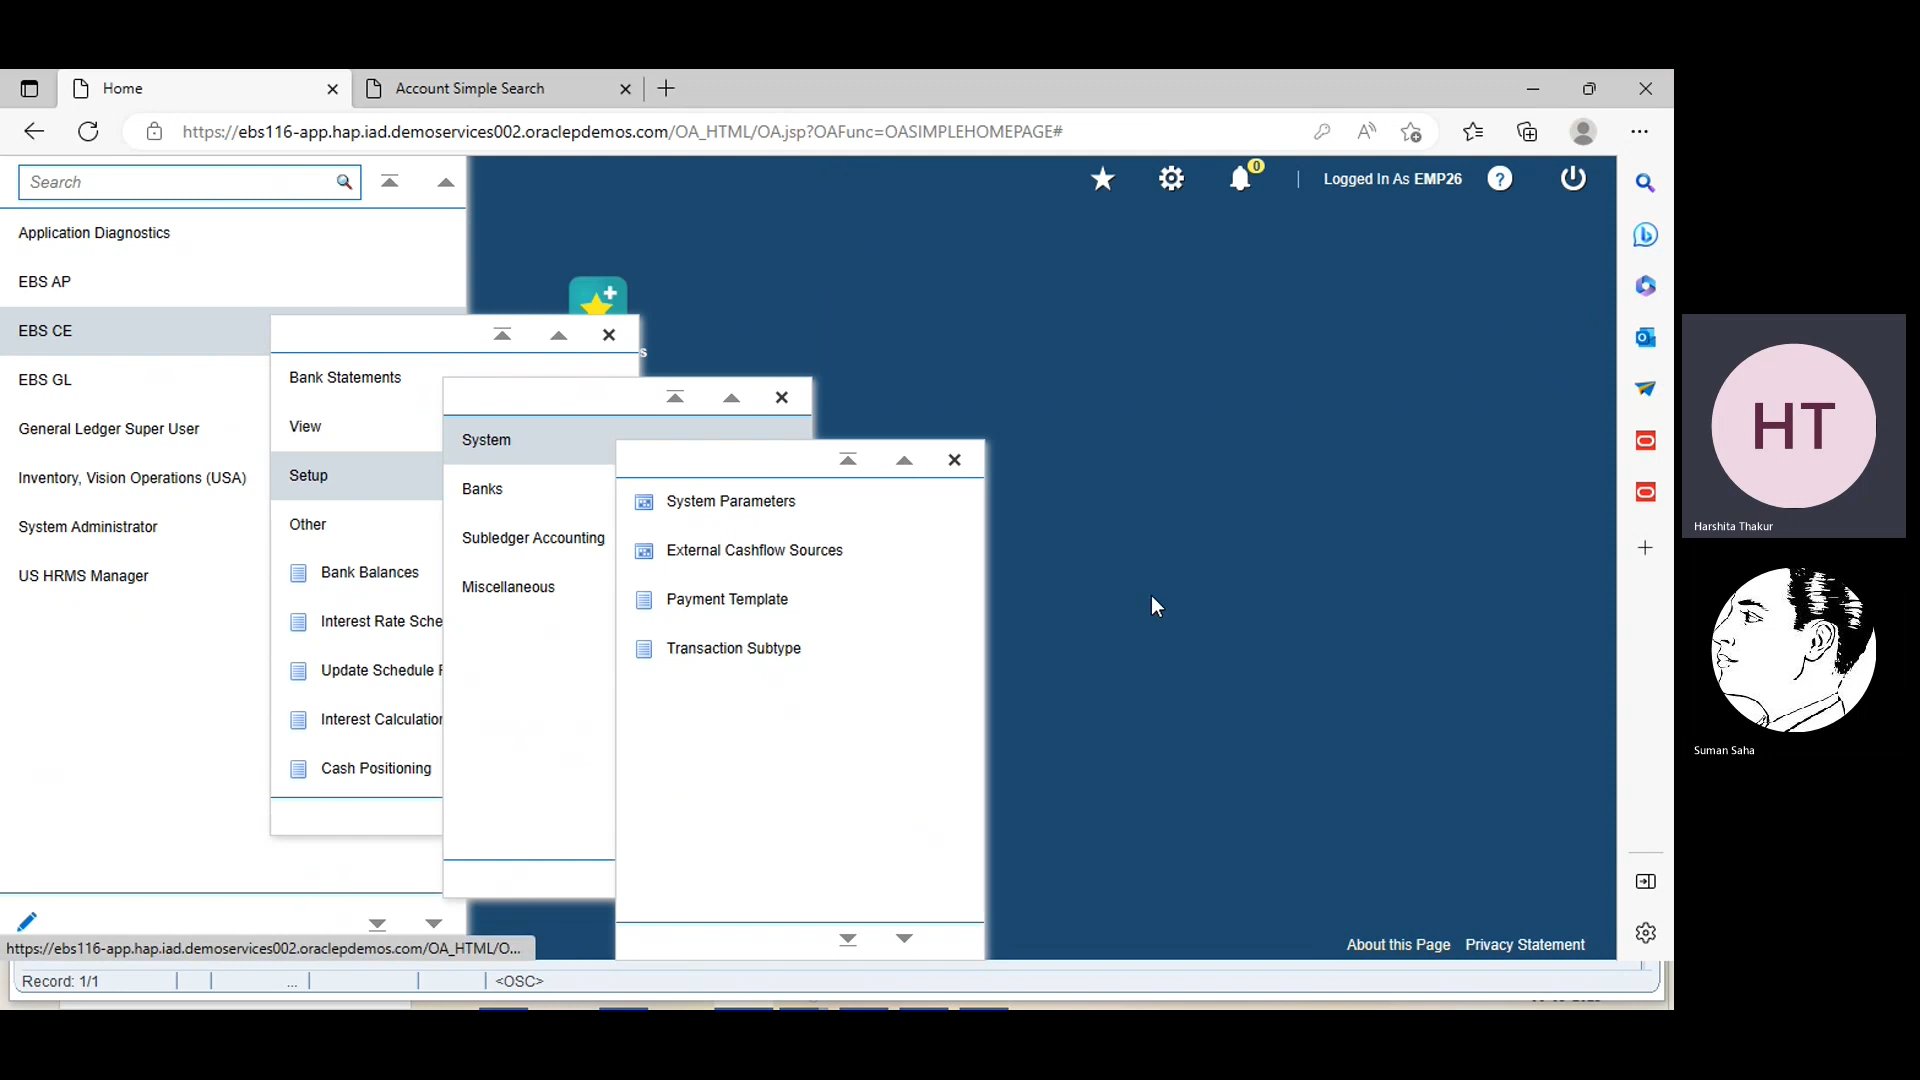 Home
Account Simple Search
https://ebs116-app.hap.iad.demoservices002.oraclepdemos.com/OA_HTML/OA.jsp?OAFunc=OASIMPLEHOMEPAGE#
Search
0
Logged In As EMP26
?
Application Diagnostics
EBS AP
EBS CE
EBS GL
General Ledger Super User
Inventory, Vision Operations (USA)
System Administrator
US HRMS Manager
s
Bank Statements
View
Setup
Other
Bank Balances
Interest Rate Sche
Update Schedule
Interest Calculation
Cash Positioning
System
Banks
Subledger Accounting
Miscellaneous
System Parameters
External Cashflow Sources
Payment Template
Transaction Subtype
HT
Harshita Thakur
Suman Saha
About this Page
Privacy Statement
https://ebs116-app.hap.iad.demoservices002.oraclepdemos.com/OA_HTML/O...
Record: 1/1
...
<OSC>